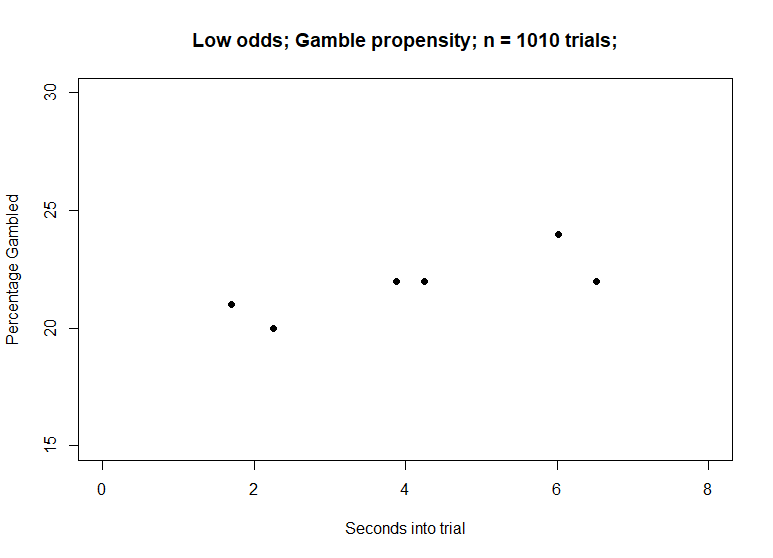 Low odds; Gamble propensity; n = 1010 trials;
30
25
20
15
Percentage Gambled
0 2 4 6 8
Seconds into trial